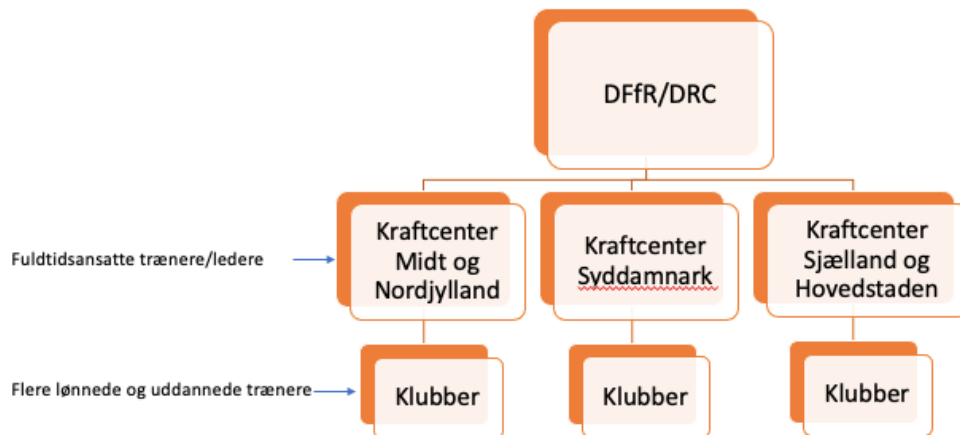 DFfR/DRC
Fuldtidsansatte trænere/ledere
Kraftcenter
Midt og
Nordjylland
Kraftcenter
Syddamnark
Kraftcenter
Sjælland og
Hovedstaden
Flere lønnede og uddannede trænere
Klubber
Klubber
Klubber